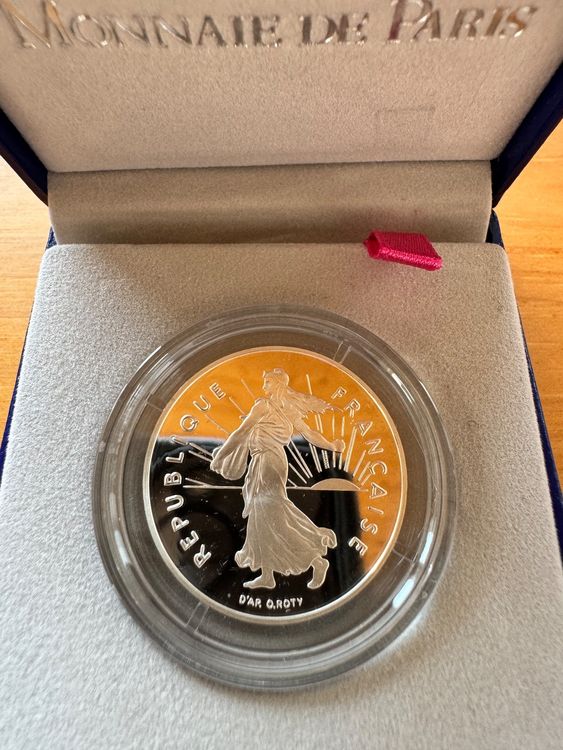 MONNAIE DE PARIS
REPUBLIQUE FRANÇAISE
D'AP. O.ROTY